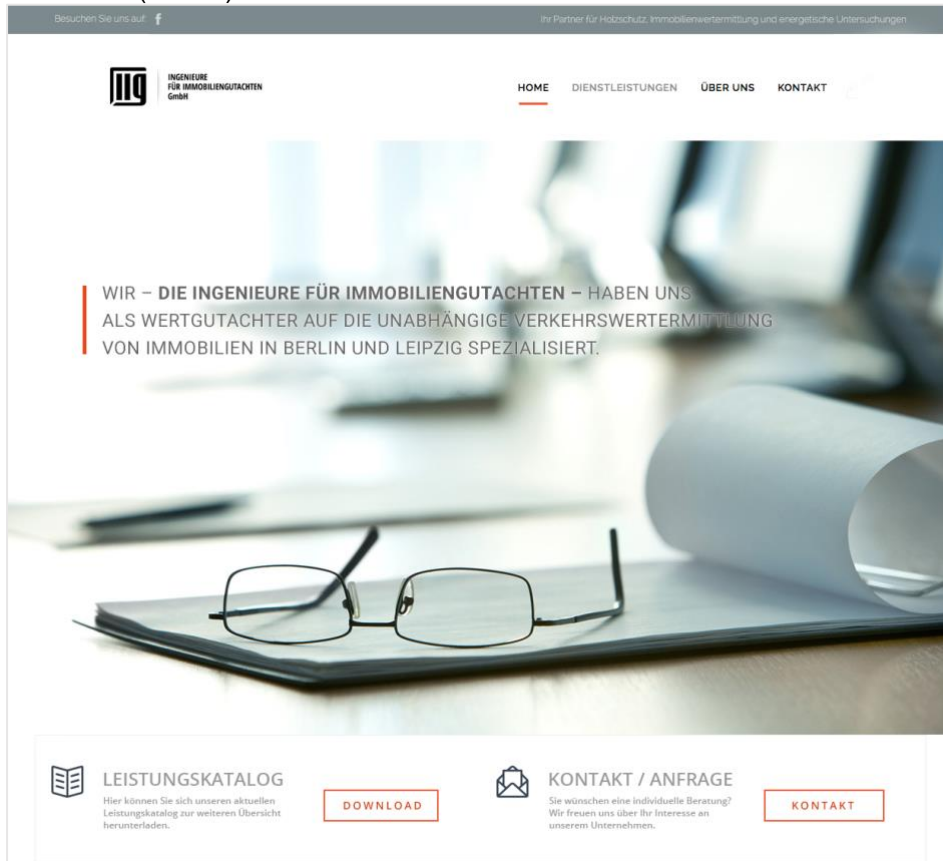 Besuchen Sie uns auf: f
Ihr Partner für Holzschutz, Immobilienwertermittlung und energetische Untersuchungen
iig
INGENIEURE
FÜR IMMOBILIENGUTACHTEN
GmbH
HOME DIENSTLEISTUNGEN ÜBER UNS KONTAKT
WIR – DIE INGENIEURE FÜR IMMOBILIENGUTACHTEN – HABEN UNS
ALS WERTGUTACHTER AUF DIE UNABHÄNGIGE VERKEHRSWERTERMITTLUNG
VON IMMOBILIEN IN BERLIN UND LEIPZIG SPEZIALISIERT.
LEISTUNGSKATALOG
Hier können Sie sich unseren aktuellen
Leistungskatalog zur weiteren Übersicht
herunterladen.
DOWNLOAD
KONTAKT / ANFRAGE
Sie wünschen eine individuelle Beratung?
Wir freuen uns über Ihr Interesse an
unserem Unternehmen.
KONTAKT